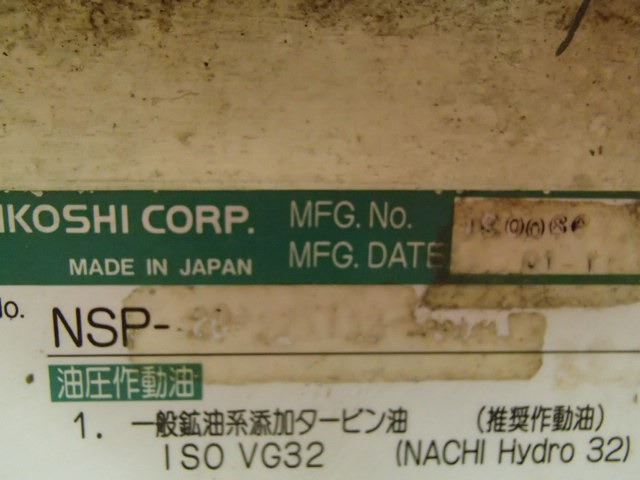 IKOSHI CORP. MFG. No.
MADE IN JAPAN MFG. DATE
No.
NSP-
油圧作動油
1. 一般鉱油系添加タービン油 (推奨作動油)
ISO VG32 (NACHI Hydro 32)